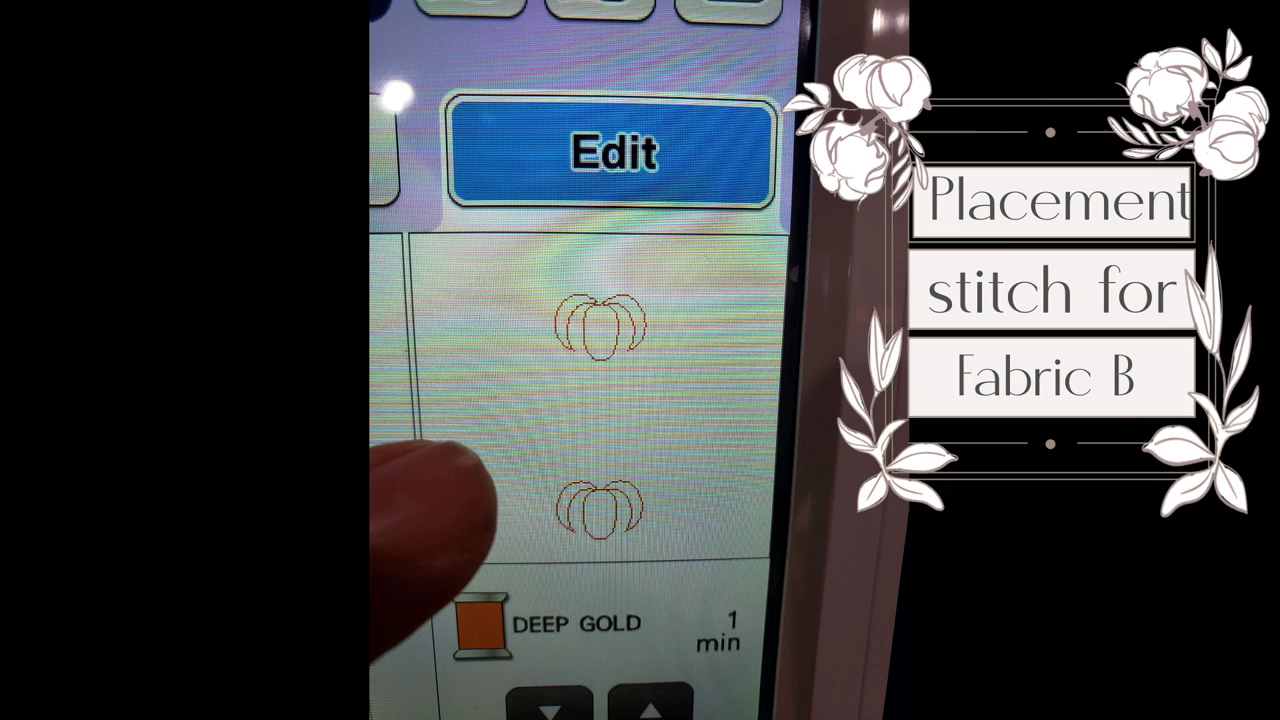 Edit
Placement
stitch for
Fabric B
DEEP GOLD
1
min